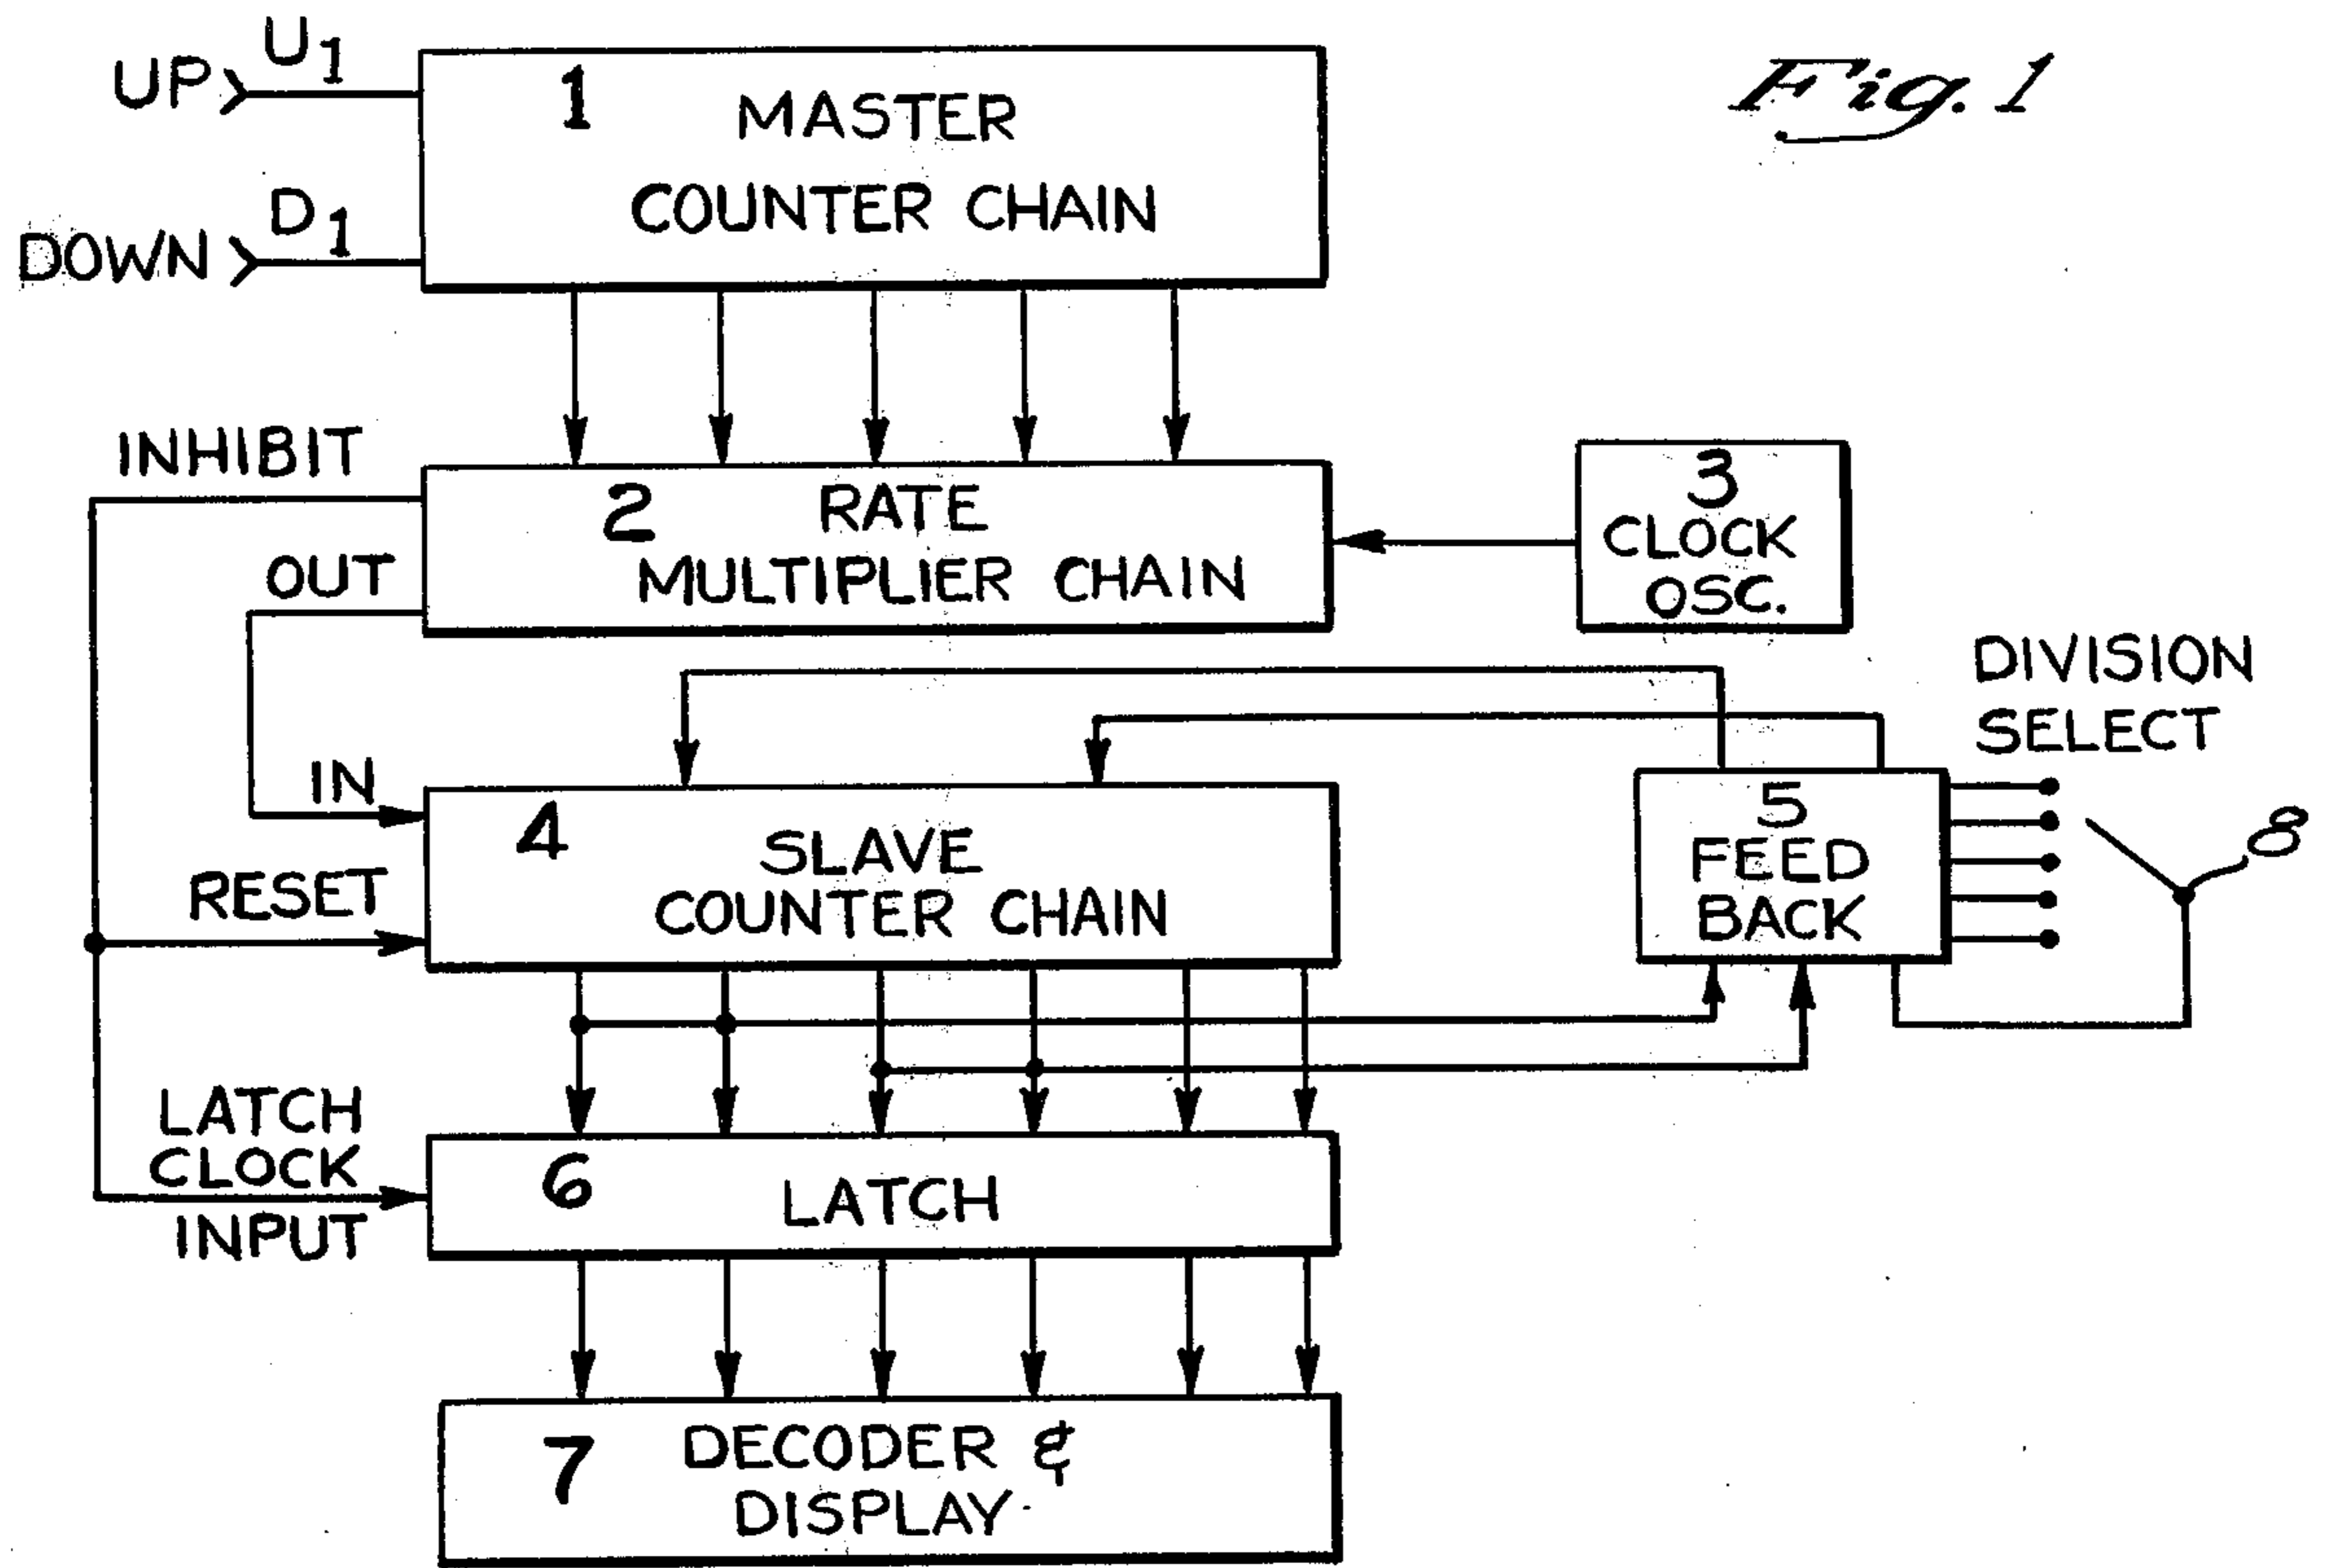 Fig. 1
UP
U1
DOWN
D1
1 MASTER
COUNTER CHAIN
INHIBIT
OUT
2 RATE
MULTIPLIER CHAIN
3
CLOCK
OSC.
DIVISION
SELECT
IN
RESET
4 SLAVE
COUNTER CHAIN
5
FEED
BACK
8
LATCH
CLOCK
INPUT
6 LATCH
7 DECODER &
DISPLAY